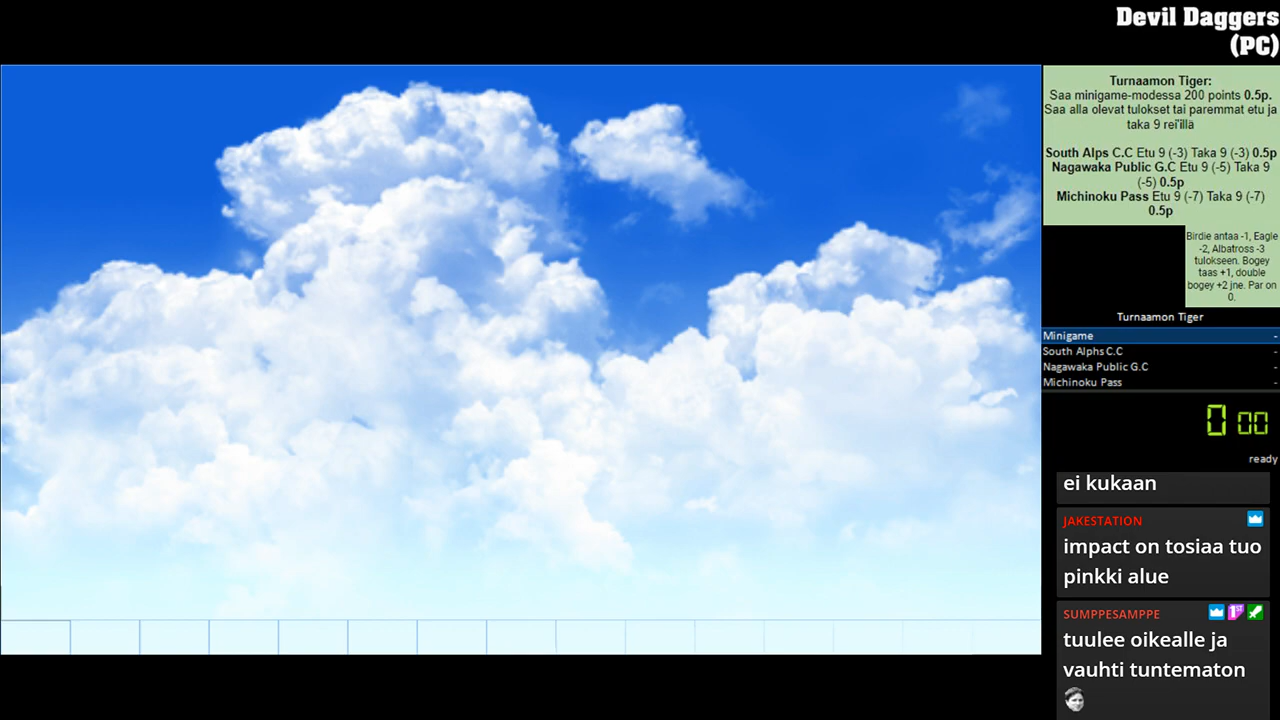 Devil Daggers
(PC)
Turnaamon Tiger:
Saa minigame-modessa 200 points 0.5p.
Saa alla olevat tulokset tai paremmat etu ja
taka 9 rei'illä
South Alps C.C Etu 9 (-3) Taka 9 (-3) 0.5p
Nagawaka Public G.C Etu 9 (-5) Taka 9
(-5) 0.5p
Michinoku Pass Etu 9 (-7) Taka 9 (-7)
0.5p
Birdie antaa -1, Eagle
-2, Albatross -3
tulokseen. Bogey
taas +1, double
bogey +2 jne. Par on
0.
Turnaamon Tiger
Minigame -
South Alphs C.C -
Nagawaka Public G.C -
Michinoku Pass -
0 00
ready
ei kukaan
JAKESTATION
impact on tosiaa tuo
pinkki alue
SUMPPESAMPPE
1ST
tuulee oikealle ja
vauhti tuntematon